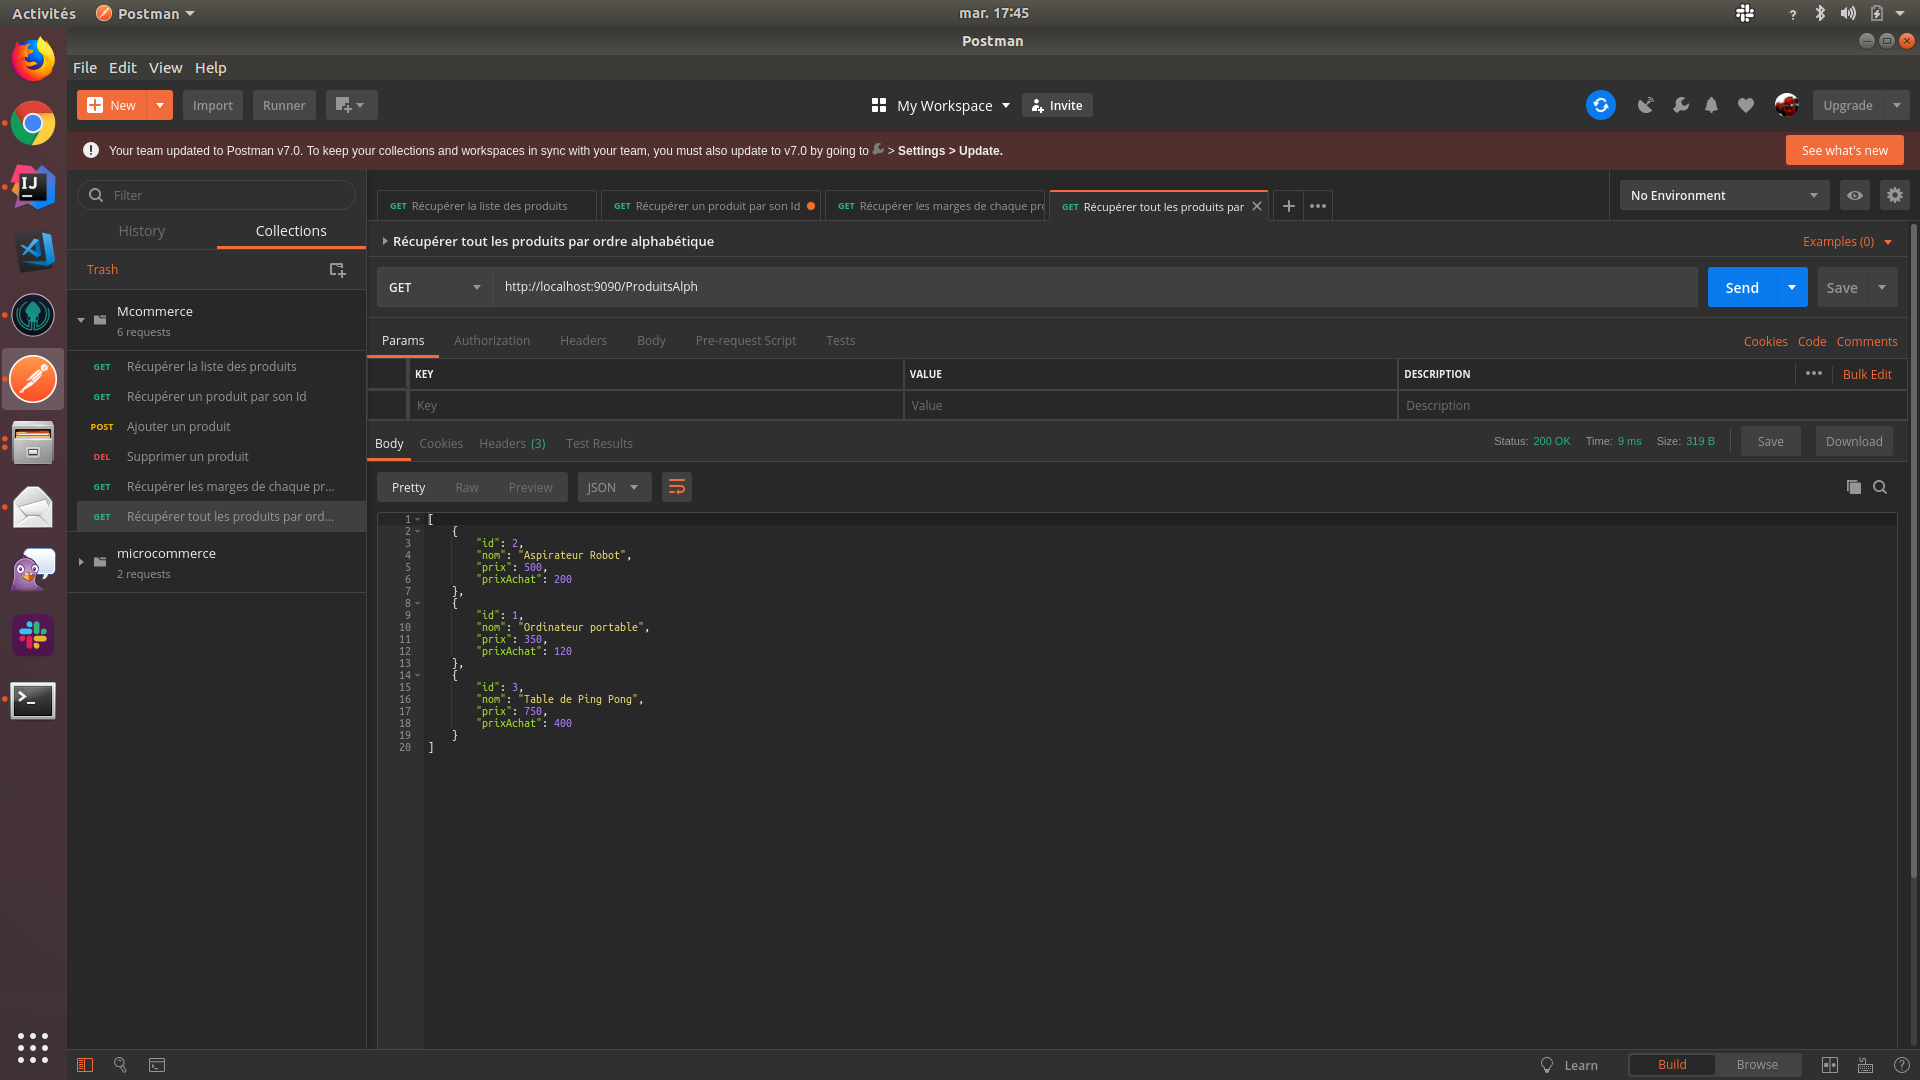 Activités
Postman
mar. 17:45
Postman
File Edit View Help
New
Import
Runner
My Workspace
Invite
Upgrade
Your team updated to Postman v7.0. To keep your collections and workspaces in sync with your team, you must also update to v7.0 by going to > Settings > Update.
See what's new
Filter
History
Collections
Trash
Mcommerce
6 requests
GET Récupérer la liste des produits
GET Récupérer un produit par son Id
POST Ajouter un produit
DEL Supprimer un produit
GET Récupérer les marges de chaque pr...
GET Récupérer tout les produits par ord...
microcommerce
2 requests
GET Récupérer la liste des produits
GET Récupérer un produit par son Id
GET Récupérer les marges de chaque pro
GET Récupérer tout les produits par
No Environment
Récupérer tout les produits par ordre alphabétique
Examples (0)
GET
http://localhost:9090/ProduitsAlph
Send
Save
Params Authorization Headers Body Pre-request Script Tests
Cookies Code Comments
KEY VALUE DESCRIPTION
Bulk Edit
Key Value Description
Body Cookies Headers (3) Test Results
Status: 200 OK Time: 9 ms Size: 319 B
Save
Download
Pretty Raw Preview
JSON
1 [
2 {
3 "id": 2,
4 "nom": "Aspirateur Robot",
5 "prix": 500,
6 "prixAchat": 200
7 },
8 {
9 "id": 1,
10 "nom": "Ordinateur portable",
11 "prix": 350,
12 "prixAchat": 120
13 },
14 {
15 "id": 3,
16 "nom": "Table de Ping Pong",
17 "prix": 750,
18 "prixAchat": 400
19 }
20 ]
Learn
Build
Browse